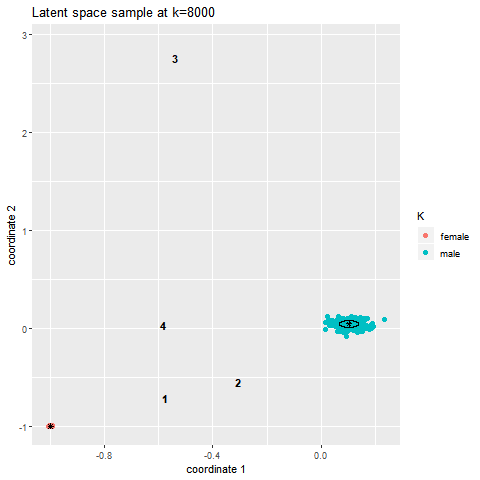 Latent space sample at k=8000
3
2
1
0
-1
coordinate 2
3
4
2
1
-0.8
-0.4
0.0
coordinate 1
K
female
male